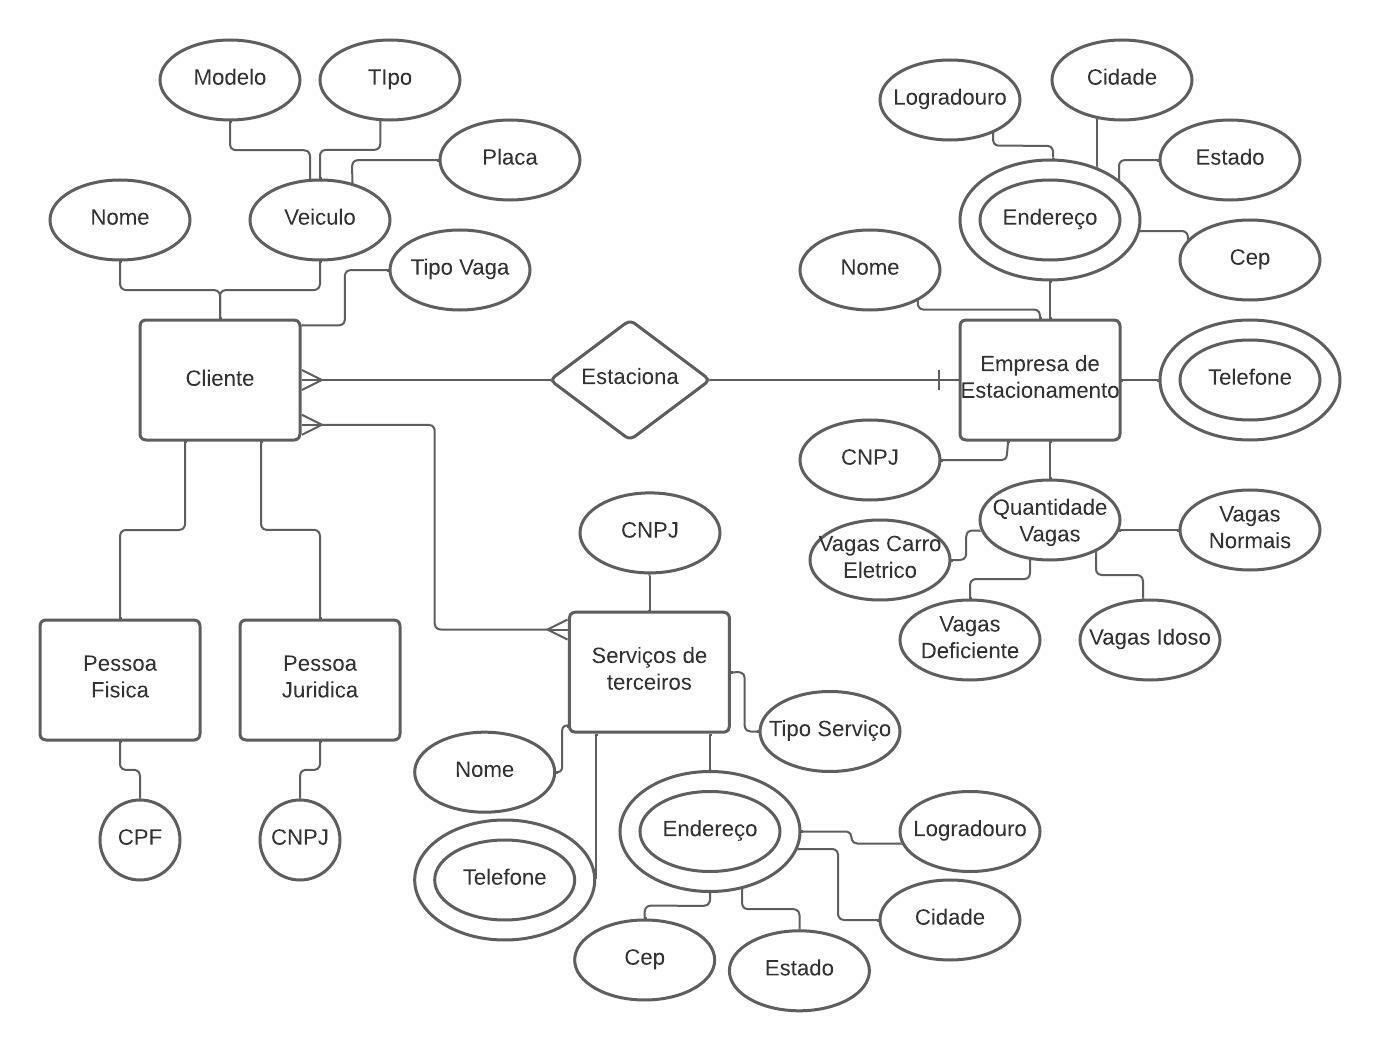 Modelo
TIpo
Placa
Nome
Veiculo
Tipo Vaga
Cliente
Estaciona
Logradouro
Cidade
Estado
Endereço
Cep
Nome
Empresa de
Estacionamento
Telefone
CNPJ
Quantidade
Vagas
Vagas Carro
Eletrico
Vagas
Normais
Vagas
Deficiente
Vagas Idoso
CNPJ
Serviços de
terceiros
Pessoa
Fisica
Pessoa
Juridica
CPF
CNPJ
Tipo Serviço
Nome
Telefone
Endereço
Logradouro
Cidade
Cep
Estado